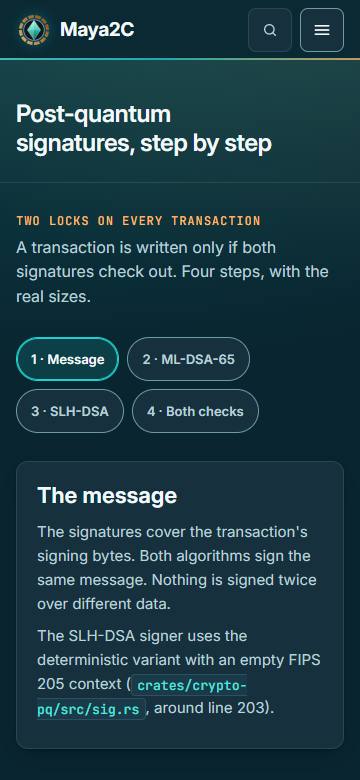 Maya2C
Post-quantum
signatures, step by step
TWO LOCKS ON EVERY TRANSACTION
A transaction is written only if both
signatures check out. Four steps, with the
real sizes.
1 · Message
2 · ML-DSA-65
3 · SLH-DSA
4 · Both checks
The message
The signatures cover the transaction's
signing bytes. Both algorithms sign the
same message. Nothing is signed twice
over different data.
The SLH-DSA signer uses the
deterministic variant with an empty FIPS
205 context (crates/crypto-
pq/src/sig.rs, around line 203).